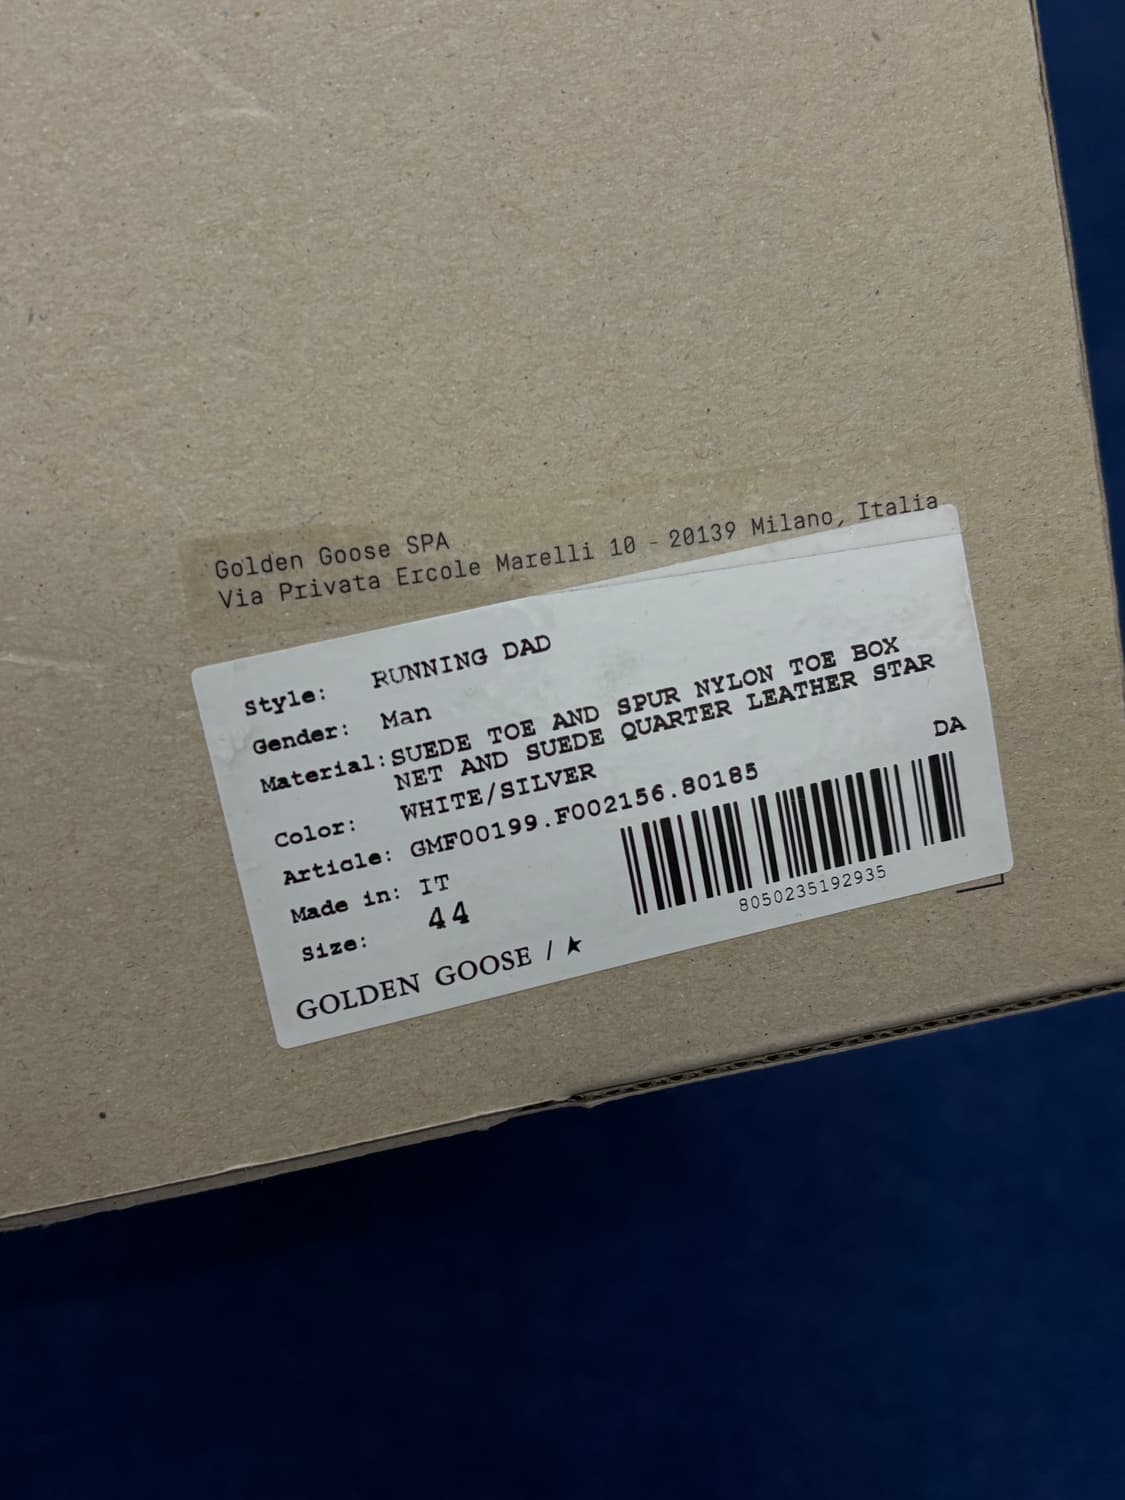 Golden Goose SPA
Via Privata Ercole Marelli 10 - 20139 Milano, Italia
Style: RUNNING DAD
Gender: Man
Material: SUEDE TOE AND SPUR NYLON TOE BOX
NET AND SUEDE QUARTER LEATHER STAR
DA
Color: WHITE/SILVER
Article: GMF00199.F002156.80185
Made in: IT
Size: 44
8050235192935
GOLDEN GOOSE / ★